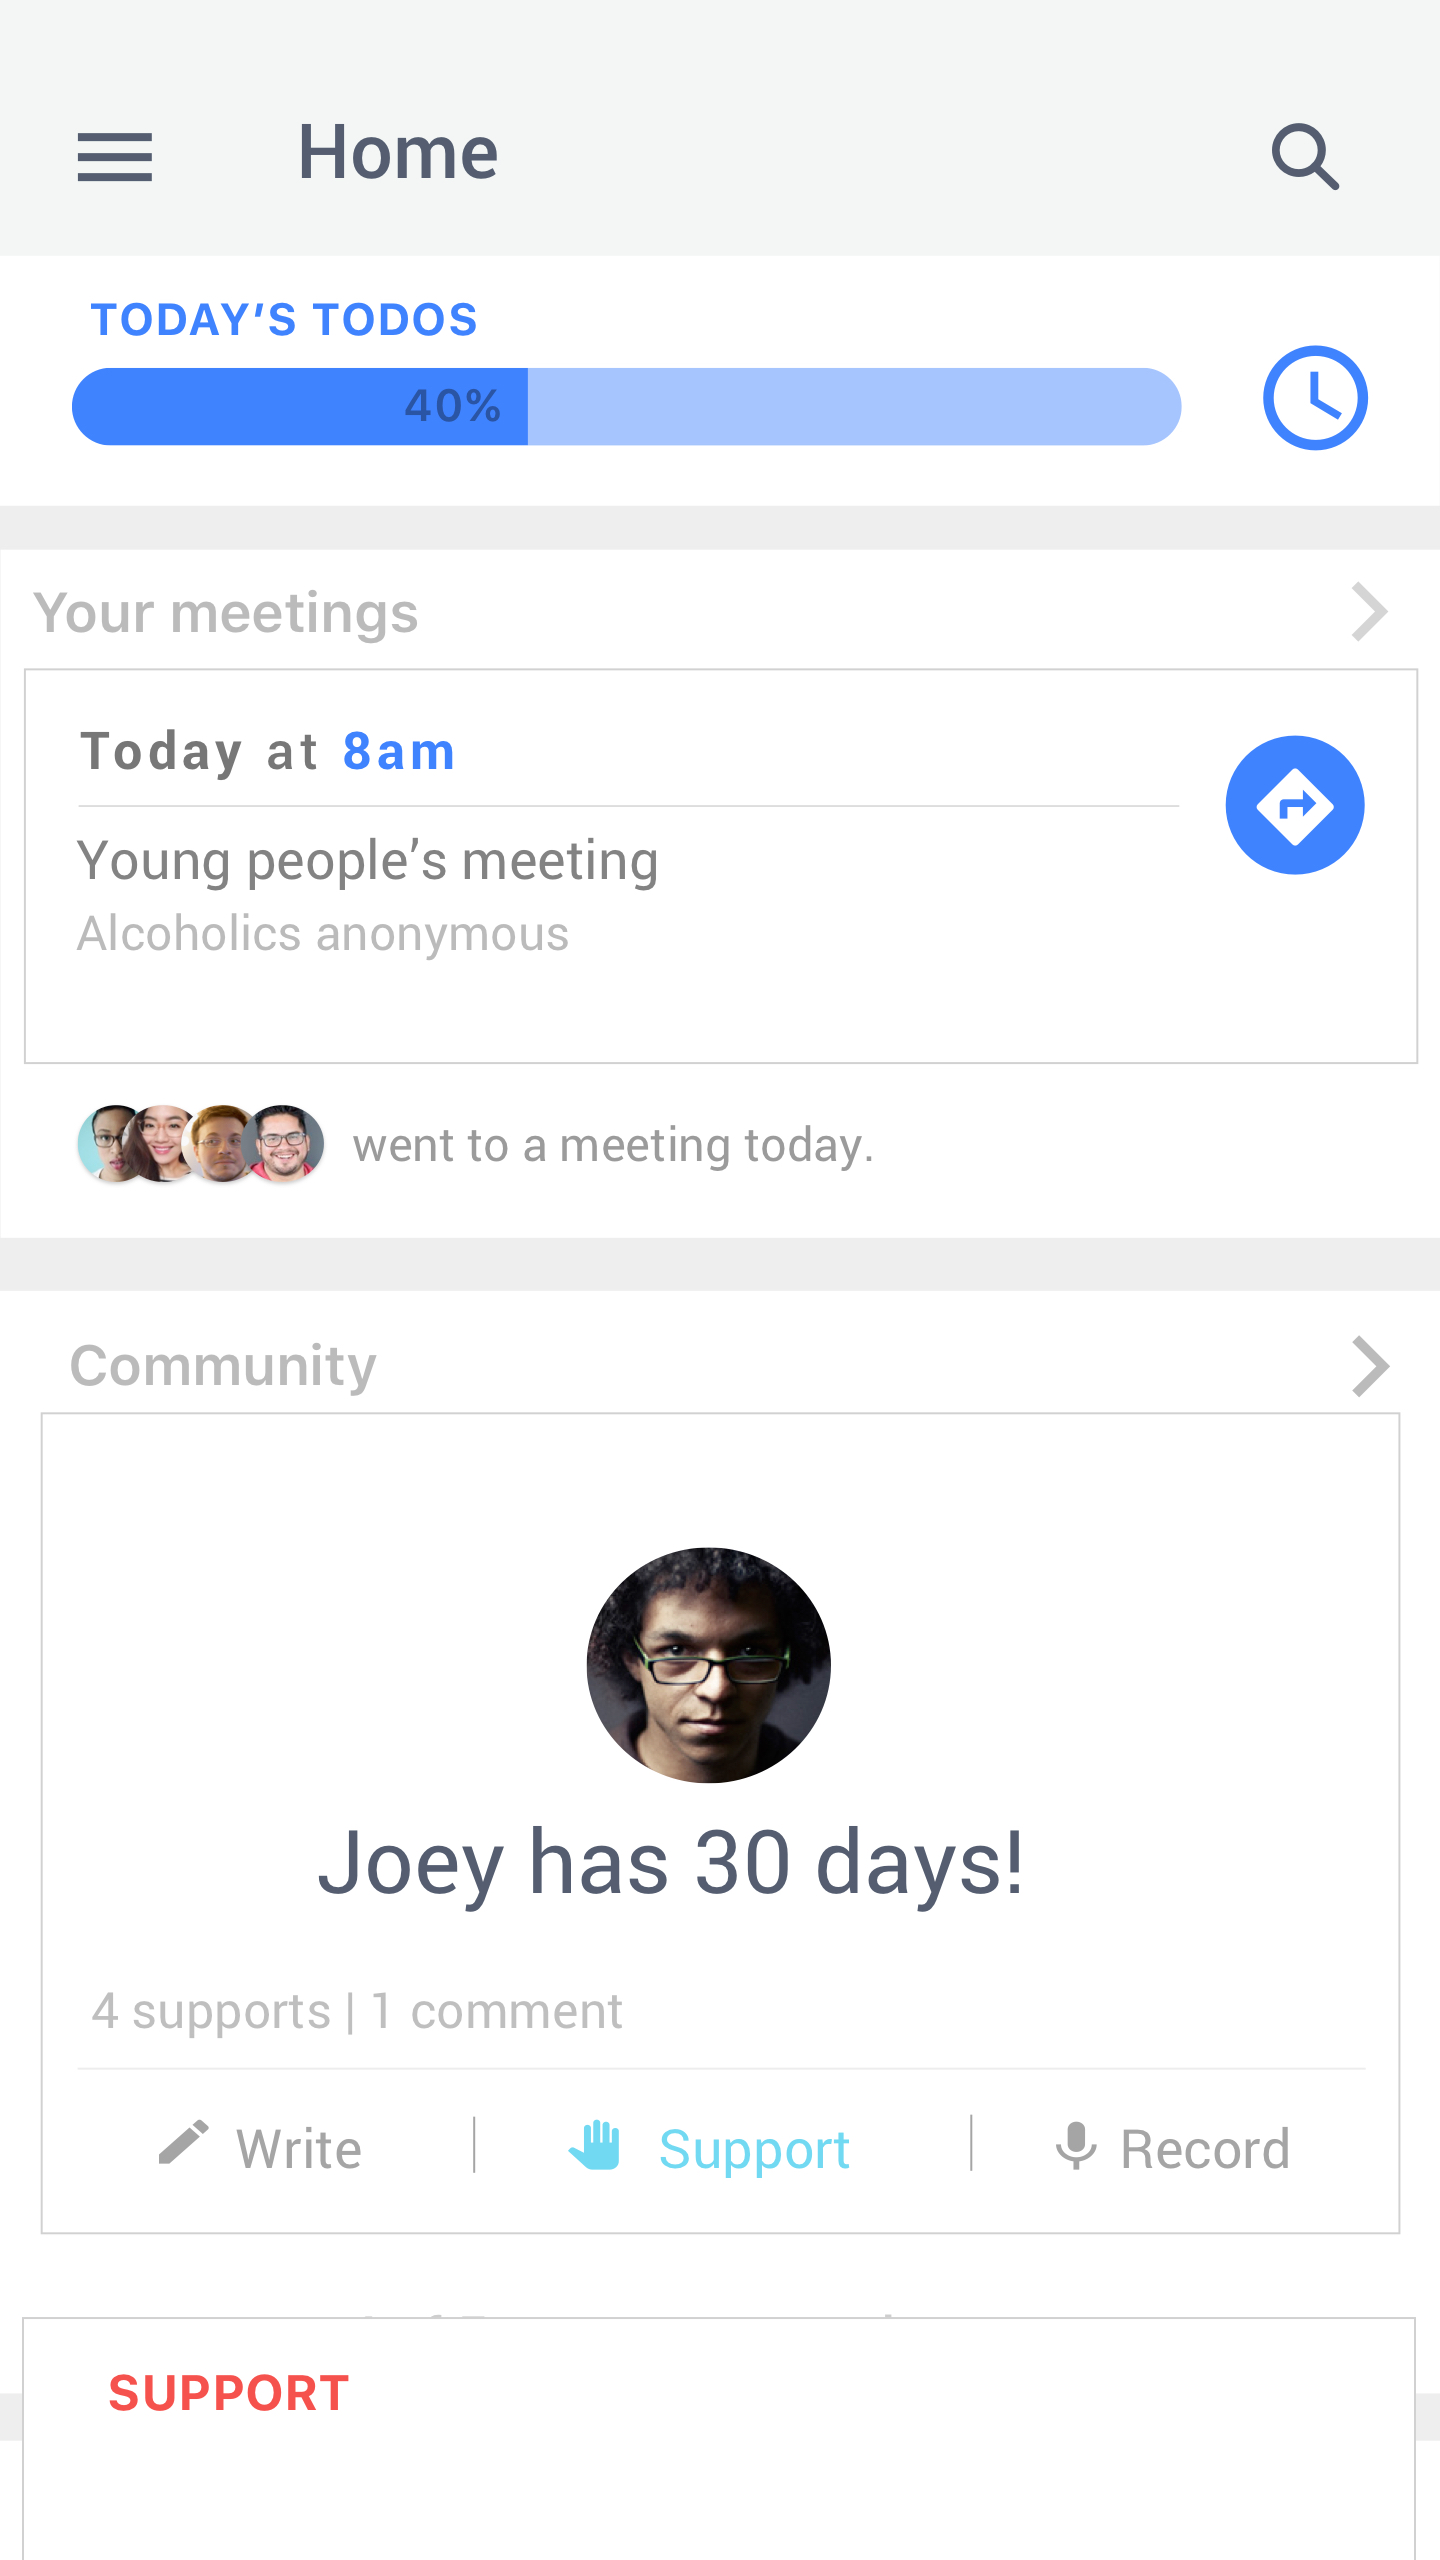 Home
TODAY’S TODOS
40%
Your meetings
Today at 8am
Young people’s meeting
Alcoholics anonymous
went to a meeting today.
Community
Joey has 30 days!
4 supports | 1 comment
Write
Support
Record
SUPPORT